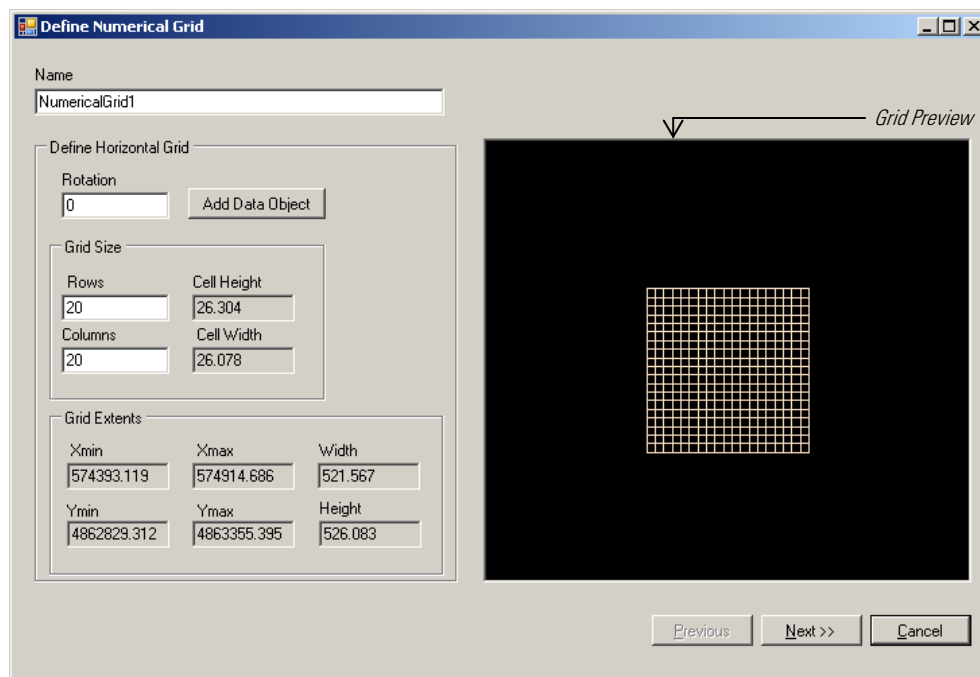 Define Numerical Grid
Name
NumericalGrid1
Grid Preview
Define Horizontal Grid
Rotation
0
Add Data Object
Grid Size
Rows Cell Height
20 26.304
Columns Cell Width
20 26.078
Grid Extents
Xmin Xmax Width
574393.119 574914.686 521.567
Ymin Ymax Height
4862829.312 4863355.395 526.083
Previous Next >> Cancel